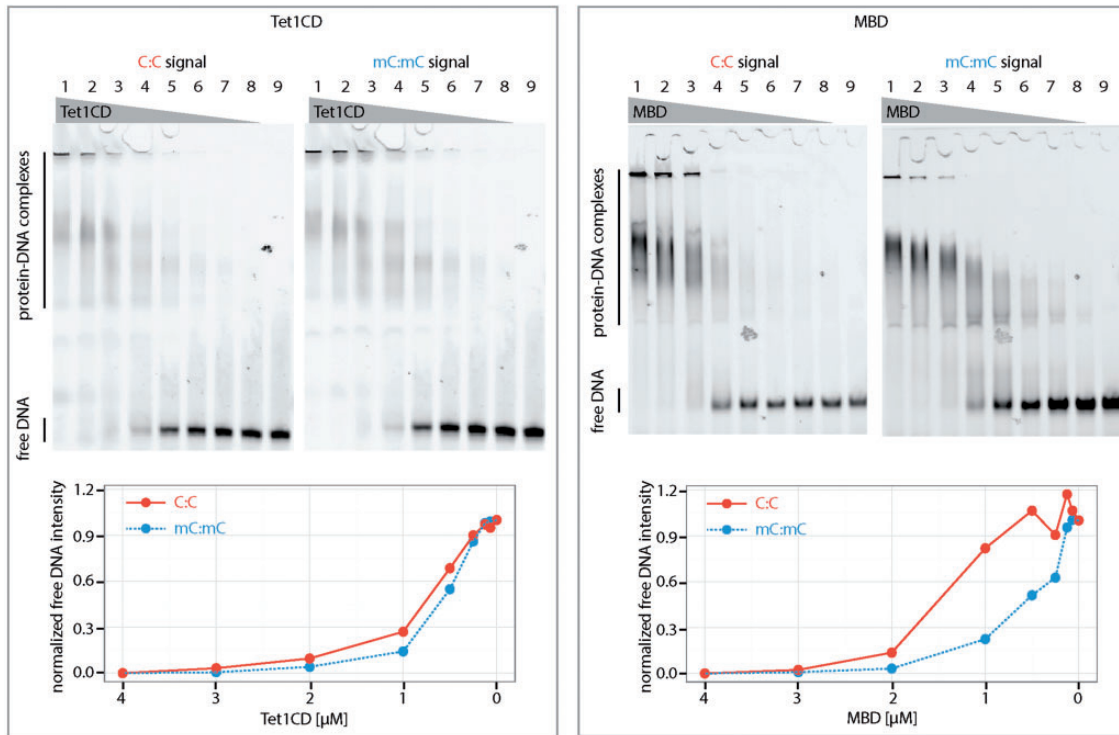 Tet1CD
C:C signal
mC:mC signal
1 2 3 4 5 6 7 8 9
1 2 3 4 5 6 7 8 9
Tet1CD
Tet1CD
protein-DNA complexes
free DNA
1.2
0.9
0.6
0.3
0.0
normalized free DNA intensity
C:C
mC:mC
4 3 2 1 0
Tet1CD [µM]
MBD
C:C signal
mC:mC signal
1 2 3 4 5 6 7 8 9
1 2 3 4 5 6 7 8 9
MBD
MBD
protein-DNA complexes
free DNA
1.2
0.9
0.6
0.3
0.0
normalized free DNA intensity
C:C
mC:mC
4 3 2 1 0
MBD [µM]